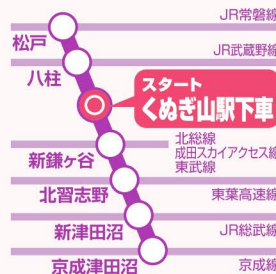 JR常磐線
松戸
JR武蔵野線
八柱
スタート
くぬぎ山駅下車
北総線
成田スカイアクセス線
東武線
新鎌ヶ谷
北習志野
東葉高速線
新津田沼
JR総武線
京成津田沼
京成線